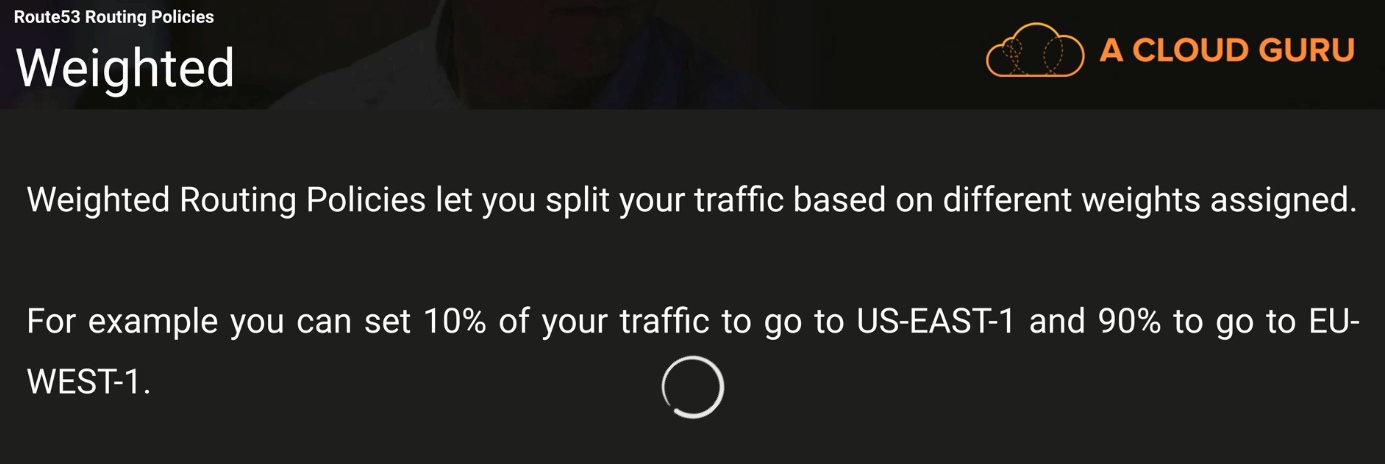 Route53 Routing Policies
Weighted
A CLOUD GURU
Weighted Routing Policies let you split your traffic based on different weights assigned.
For example you can set 10% of your traffic to go to US-EAST-1 and 90% to go to EU-
WEST-1.